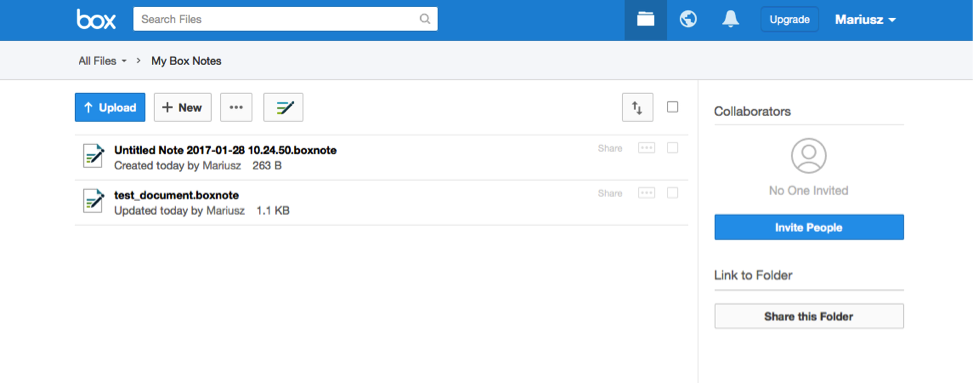 box
Search Files
Upgrade
Mariusz
All Files › My Box Notes
Upload
+ New
Untitled Note 2017-01-28 10.24.50.boxnote
Share
Created today by Mariusz 263 B
test_document.boxnote
Share
Updated today by Mariusz 1.1 KB
Collaborators
No One Invited
Invite People
Link to Folder
Share this Folder